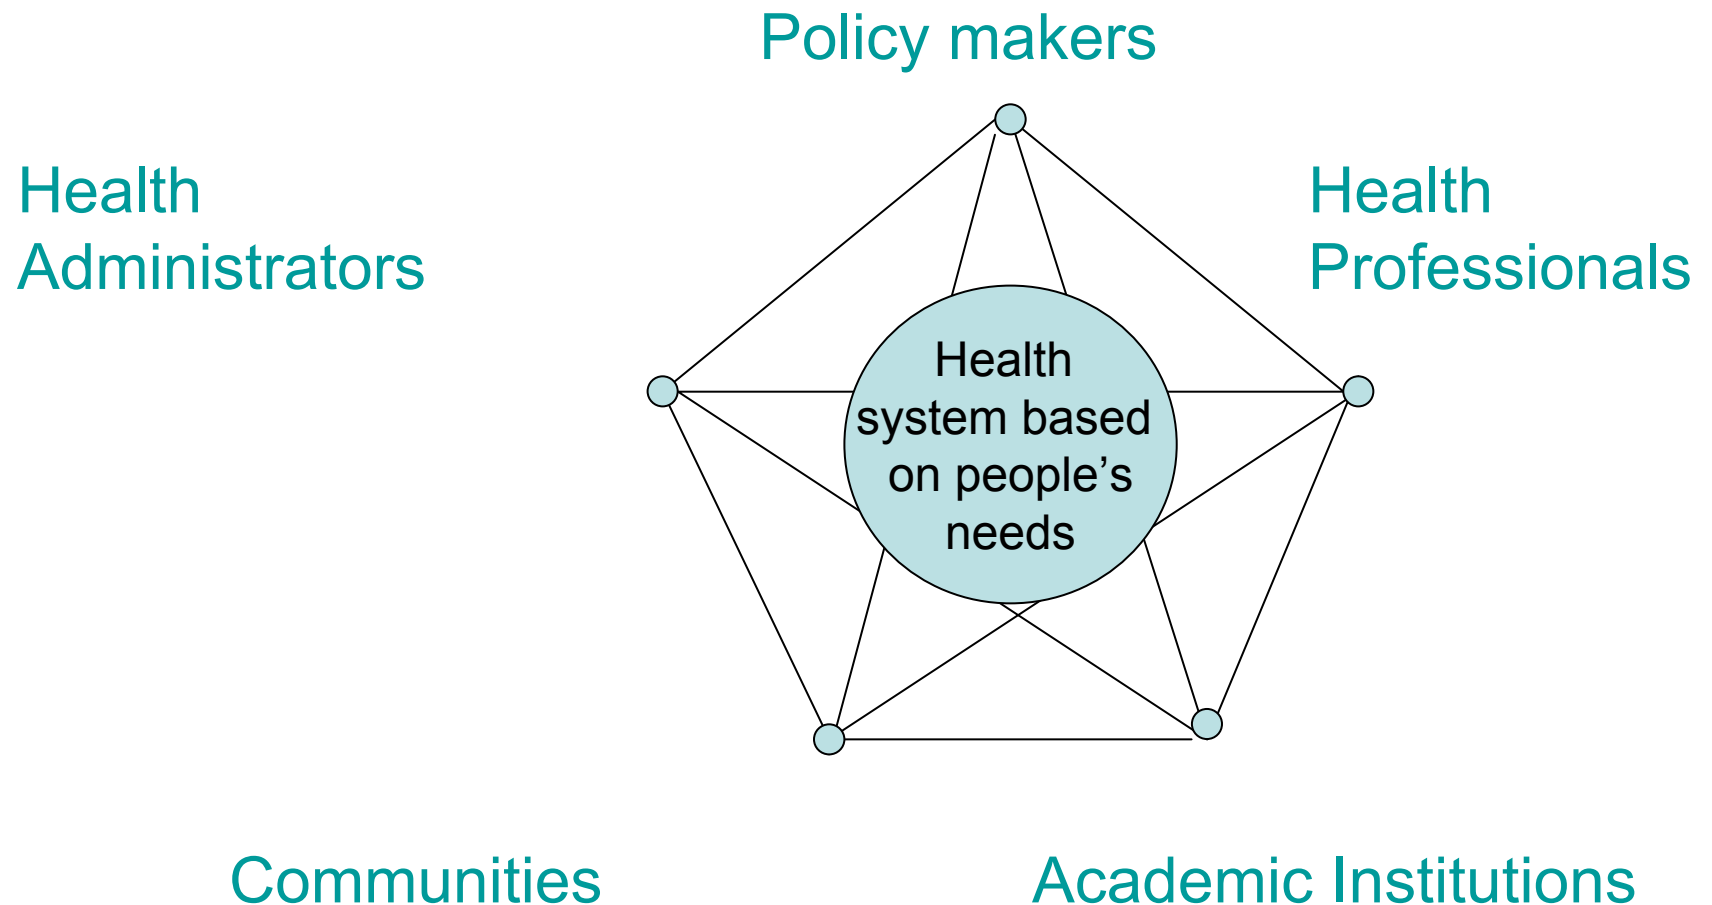 Policy makers
Health
Administrators
Health
Professionals
Health
system based
on people’s
needs
Communities
Academic Institutions